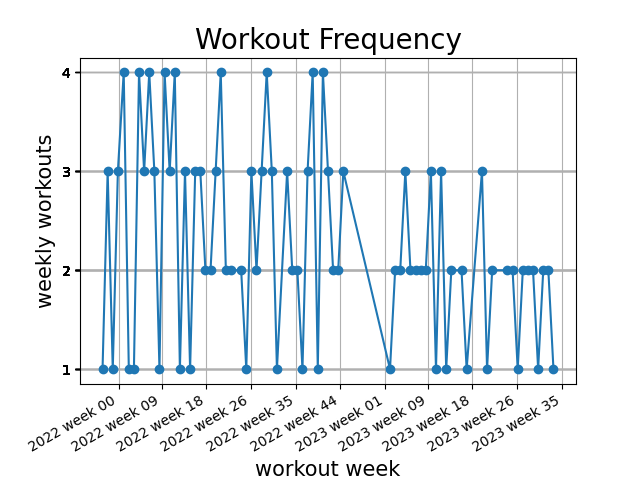 Workout Frequency
weekly workouts
4
3
2
1
2022 week 00
2022 week 09
2022 week 18
2022 week 26
2022 week 35
2022 week 44
2023 week 01
2023 week 09
2023 week 18
2023 week 26
2023 week 35
workout week